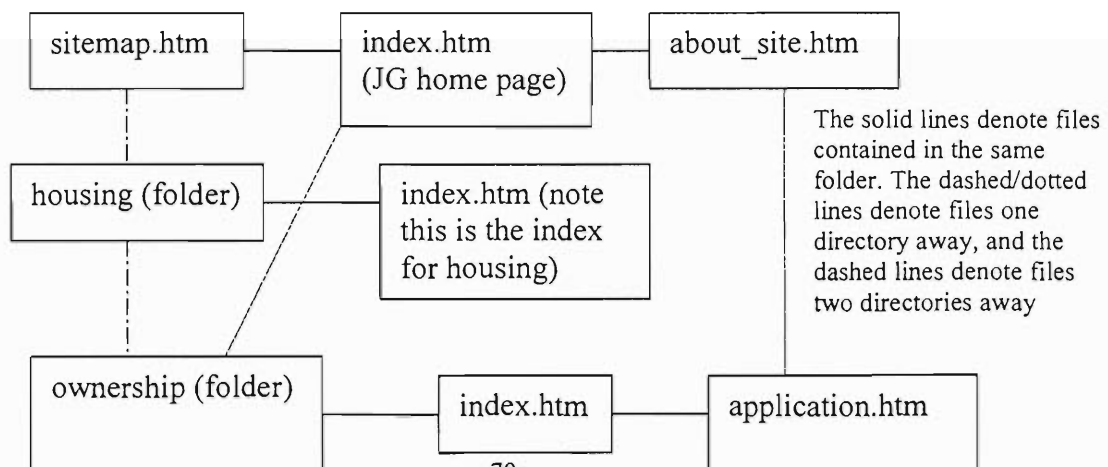 sitemap.htm
index.htm
(JG home page)
about_site.htm
The solid lines denote files
contained in the same
folder. The dashed/dotted
lines denote files one
directory away, and the
dashed lines denote files
two directories away
housing (folder)
index.htm (note
this is the index
for housing)
ownership (folder)
index.htm
application.htm